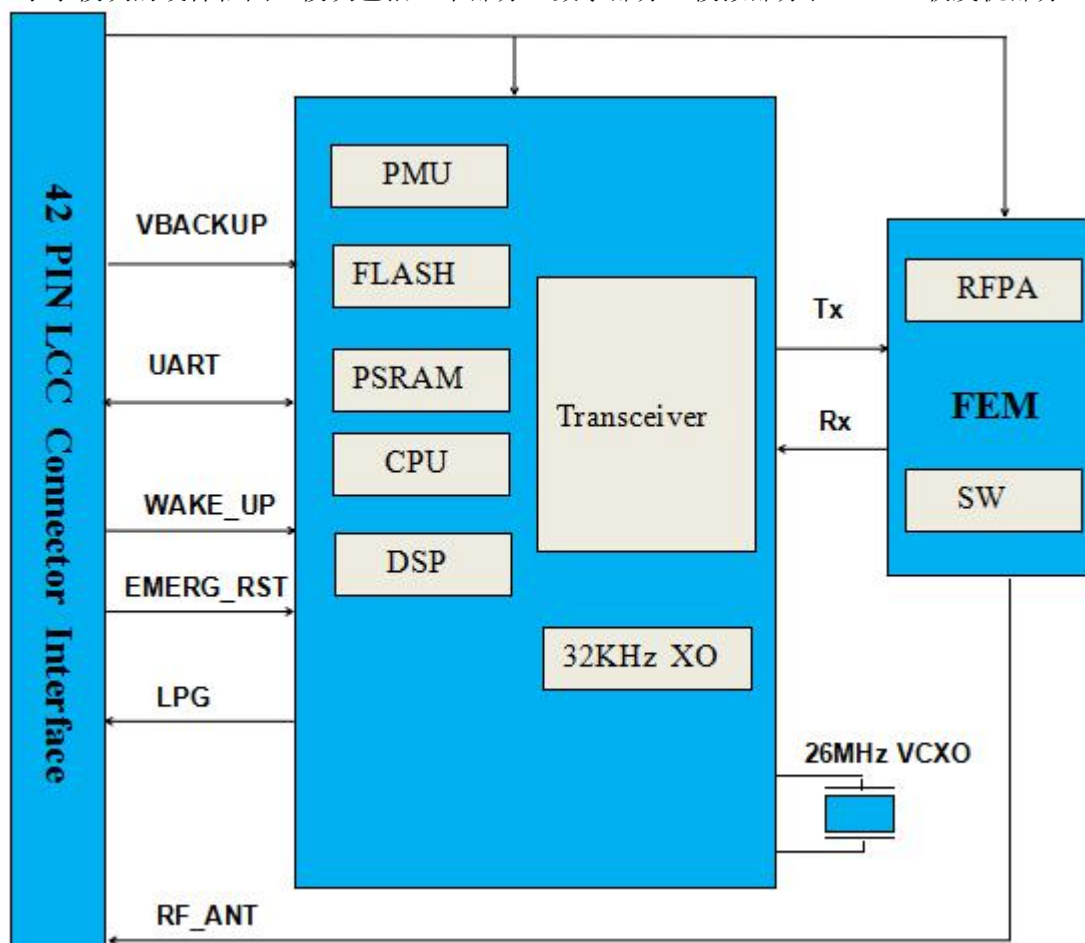 42 PIN LCC Connector Interface
VBACKUP
UART
WAKE_UP
EMERG_RST
LPG
RF_ANT
PMU
FLASH
PSRAM
CPU
DSP
Transceiver
32KHz XO
Tx
Rx
RFPA
FEM
SW
26MHz VCXO